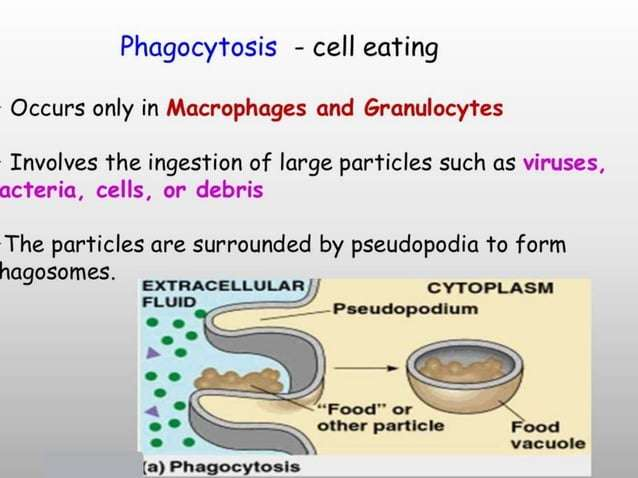 Phagocytosis - cell eating
Occurs only in Macrophages and Granulocytes
Involves the ingestion of large particles such as viruses,
acteria, cells, or debris
The particles are surrounded by pseudopodia to form
hagosomes.
EXTRACELLULAR
FLUID
CYTOPLASM
Pseudopodium
"Food" or
other particle
Food
vacuole
(a) Phagocytosis